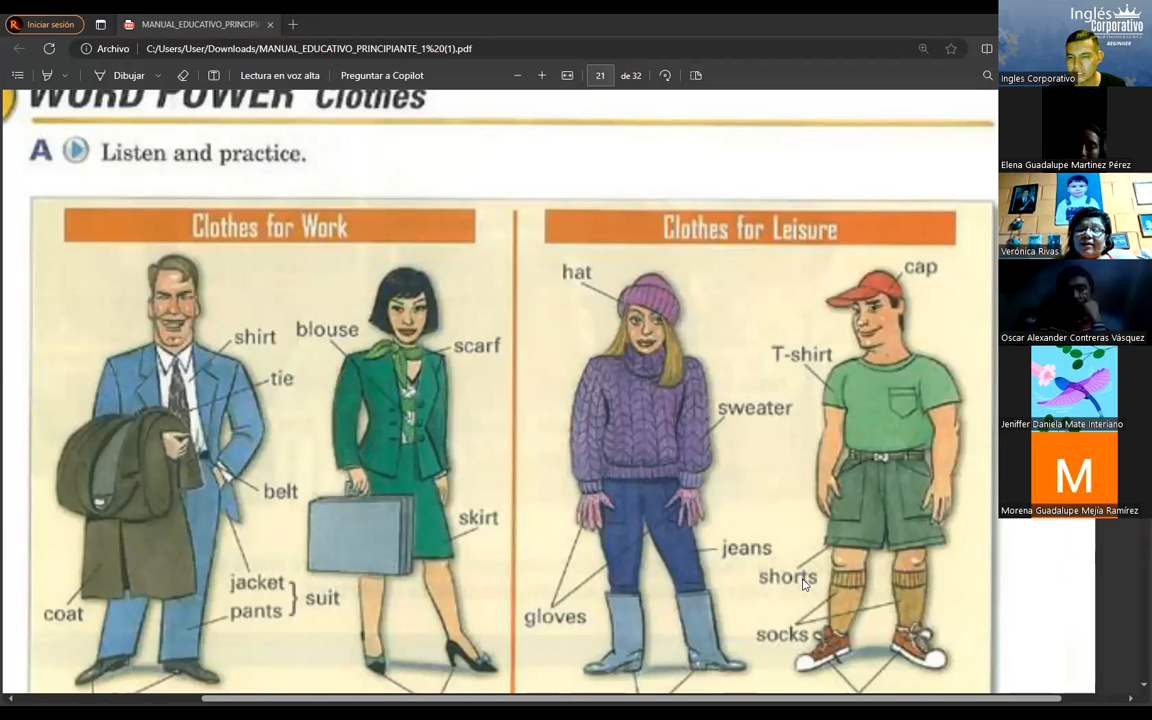 Iniciar sesión
MANUAL_EDUCATIVO_PRINCIPI
Archivo
C:/Users/User/Downloads/MANUAL_EDUCATIVO_PRINCIPIANTE_1%20(1).pdf
Dibujar
Lectura en voz alta
Preguntar a Copilot
21
de 32
WORD POWER Clothes
A Listen and practice.
Clothes for Work
shirt
blouse
scarf
tie
belt
skirt
jacket
pants
suit
coat
Clothes for Leisure
hat
cap
T-shirt
sweater
jeans
shorts
gloves
socks
Inglés
Corporativo
BEGINNER
Ingles Corporativo
Elena Guadalupe Martínez Pérez
Verónica Rivas
Oscar Alexander Contreras Vásquez
Jeniffer Daniela Mate Interiano
M
Morena Guadalupe Mejía Ramírez